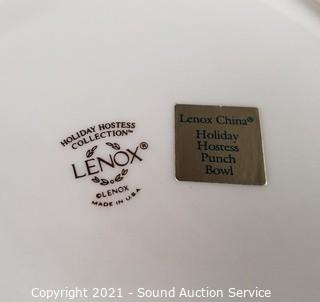 HOLIDAY HOSTESS
COLLECTION™
LENOX®
©LENOX
MADE IN U.S.A.
Lenox China®
Holiday
Hostess
Punch
Bowl
Copyright 2021 - Sound Auction Service